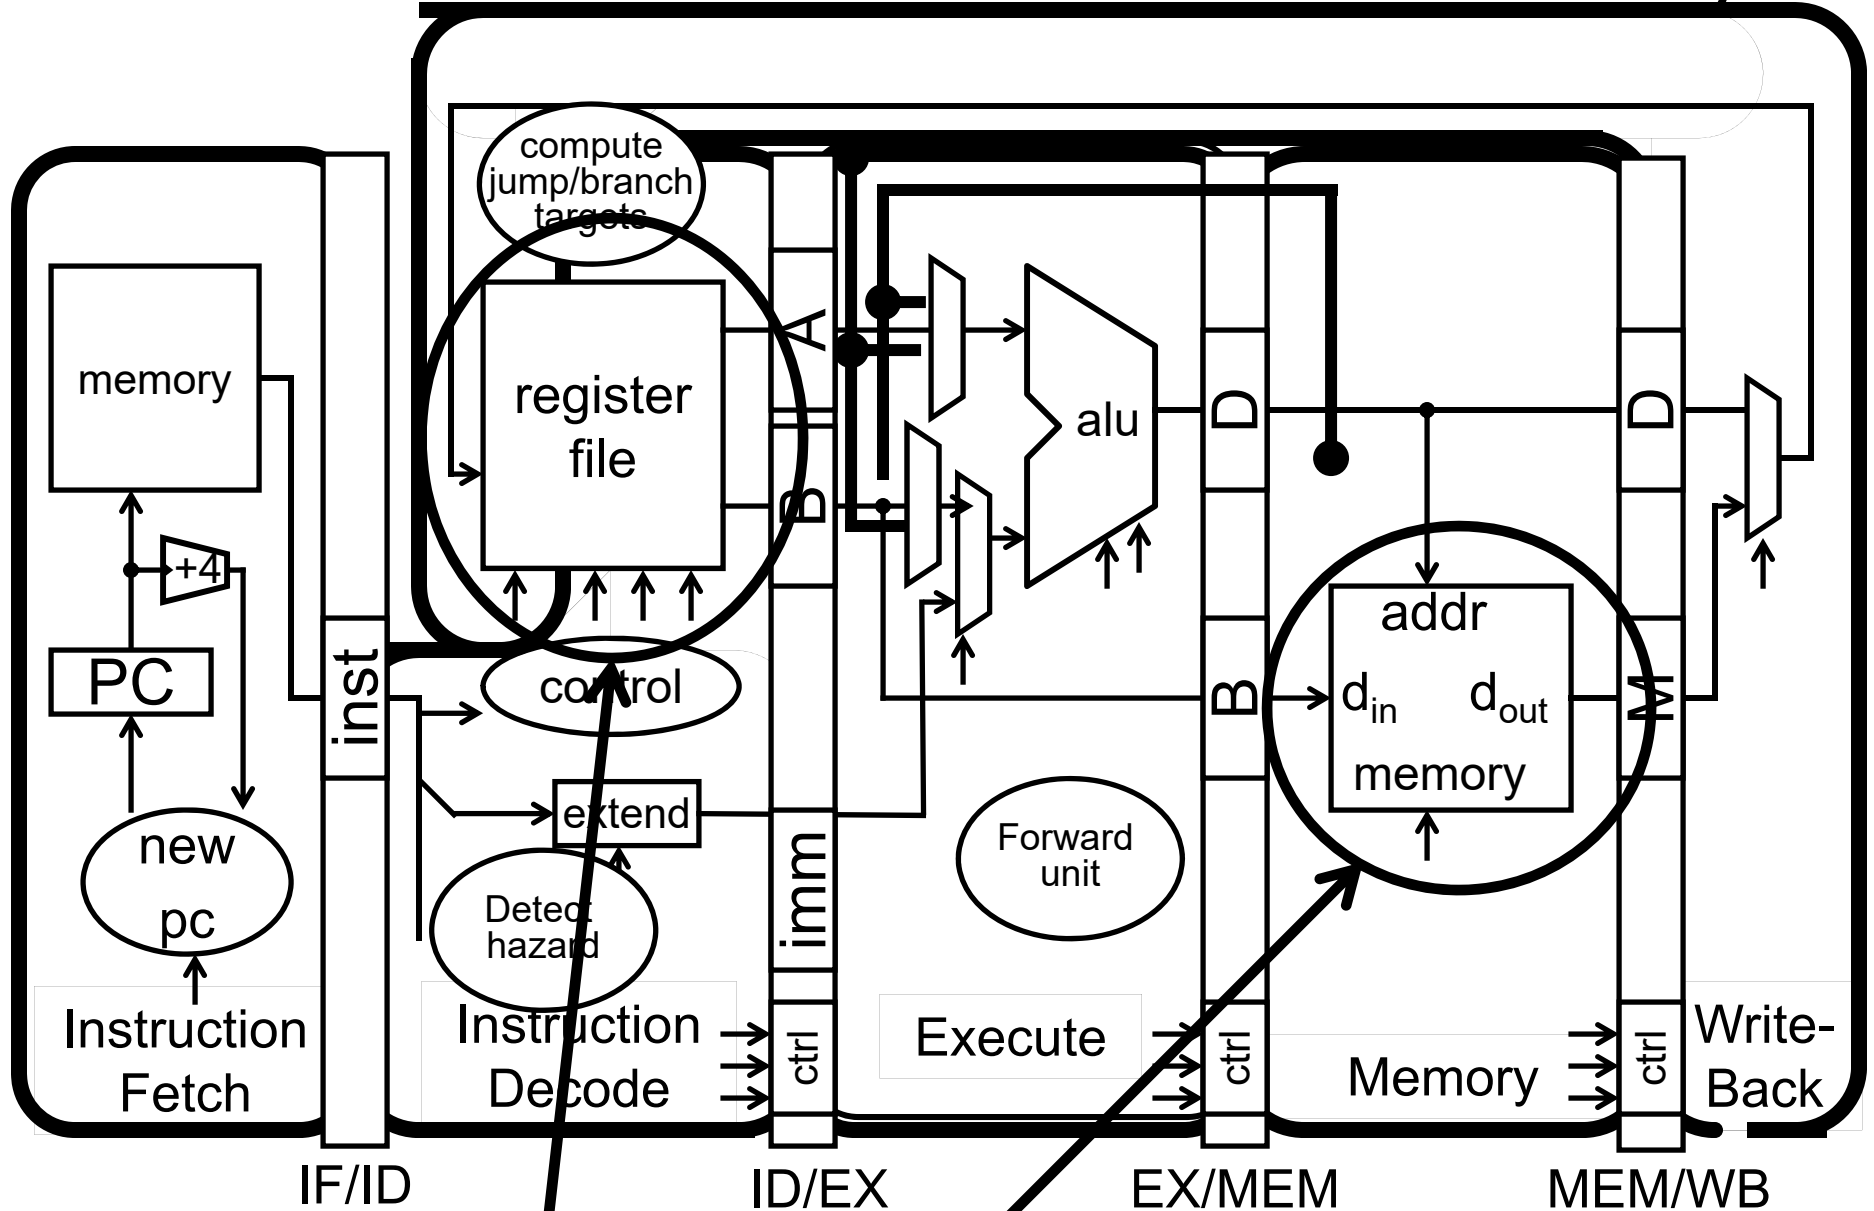 compute
jump/branch
targets
memory
register
file
A
alu
D
D
B
+4
addr
PC
inst
control
B
d_in
d_out
M
memory
extend
new
pc
Forward
unit
imm
Detect
hazard
Instruction
Fetch
Instruction
Decode
ctrl
Execute
ctrl
Memory
ctrl
Write-
Back
IF/ID
ID/EX
EX/MEM
MEM/WB